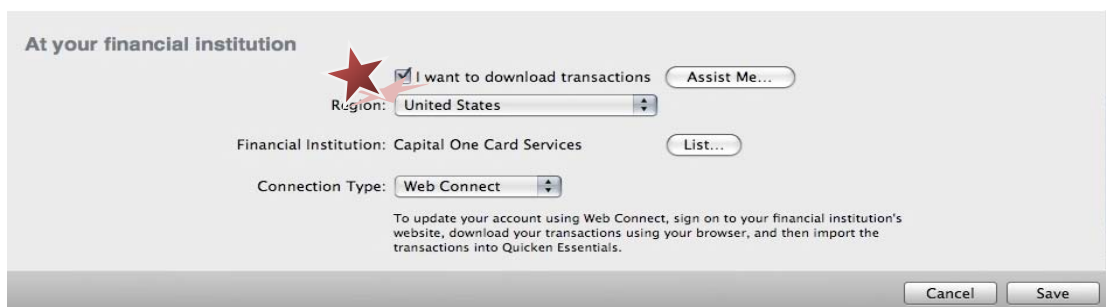 At your financial institution
I want to download transactions Assist Me...
Region: United States
Financial Institution: Capital One Card Services List...
Connection Type: Web Connect
To update your account using Web Connect, sign on to your financial institution's
website, download your transactions using your browser, and then import the
transactions into Quicken Essentials.
Cancel Save